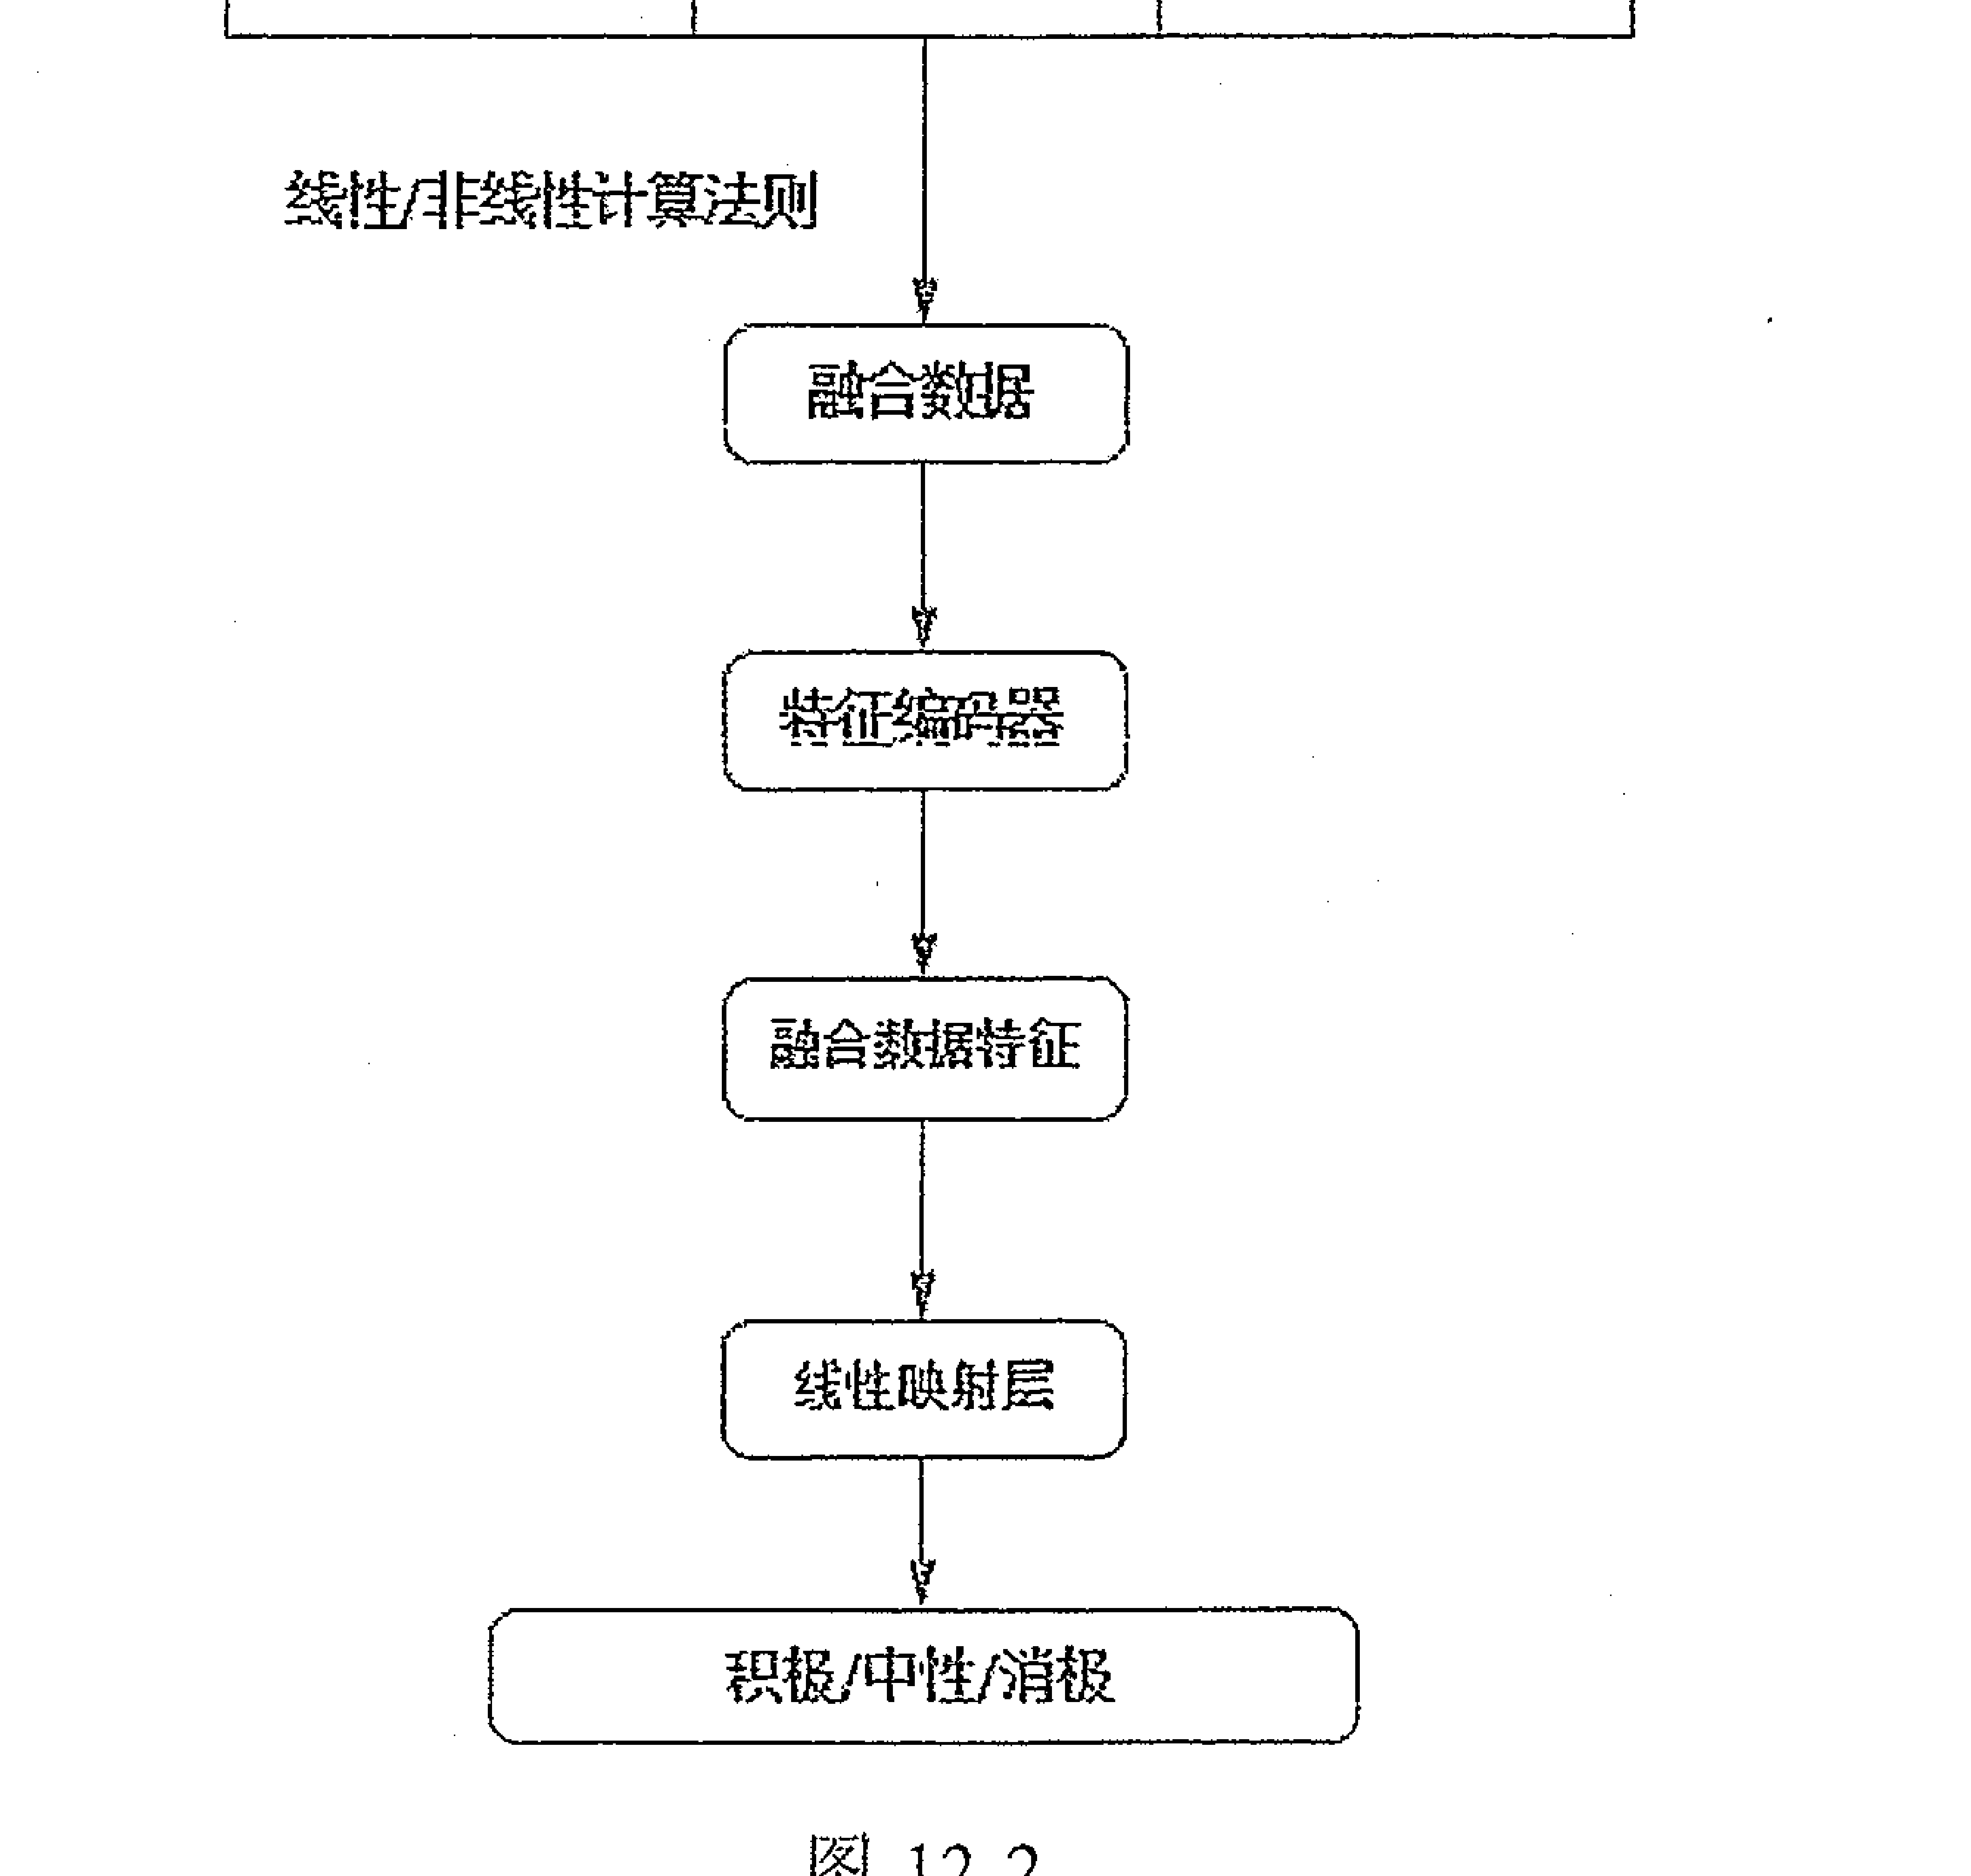 线性/非线性计算法则
融合数据
特征编码器
融合数据特征
线性映射层
积极/中性/消极
图 12-2